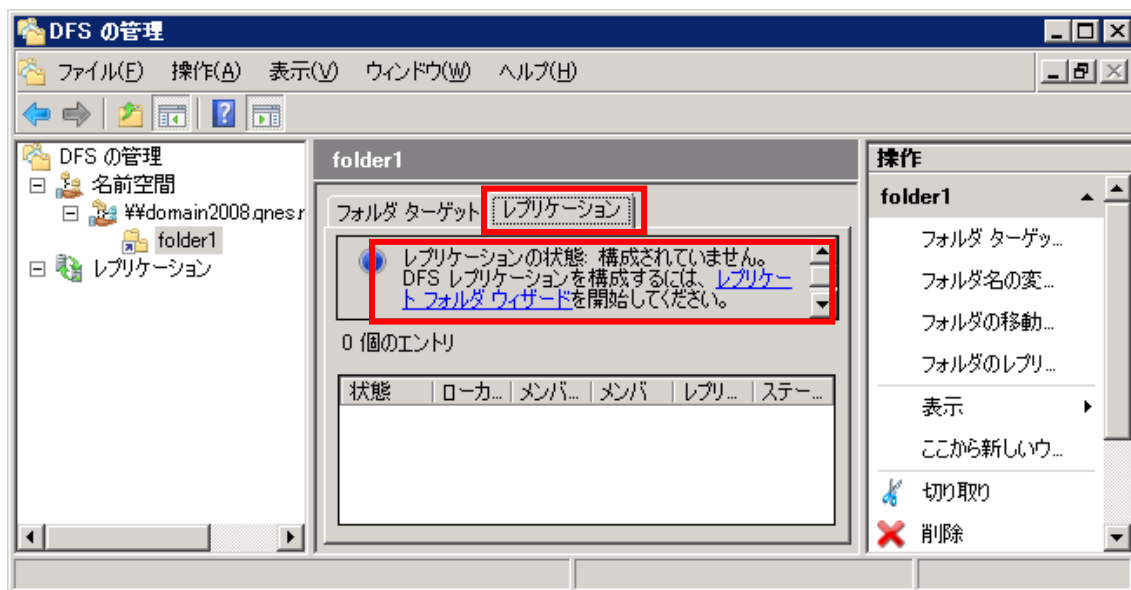 DFS の管理
ファイル(F) 操作(A) 表示(V) ウィンドウ(W) ヘルプ(H)
DFS の管理
名前空間
¥¥domain2008.qnes.r
folder1
レプリケーション
folder1
フォルダ ターゲット レプリケーション
レプリケーションの状態: 構成されていません。
DFS レプリケーションを構成するには、レプリケー
ト フォルダ ウィザードを開始してください。
0 個のエントリ
状態 ローカ... メンバ... メンバ レプリ... ステー...
操作
folder1
フォルダ ターゲッ...
フォルダ名の変...
フォルダの移動...
フォルダのレプリ...
表示
ここから新しいウ...
切り取り
削除